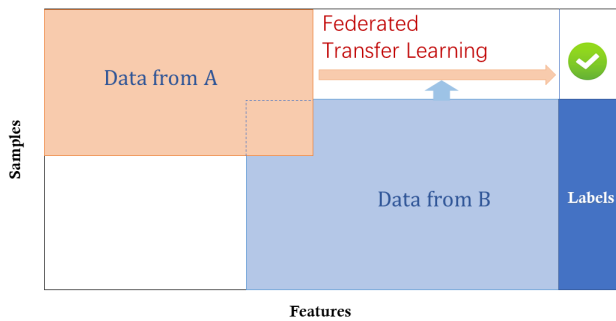 Federated
Transfer Learning
Data from A
Samples
Data from B
Labels
Features